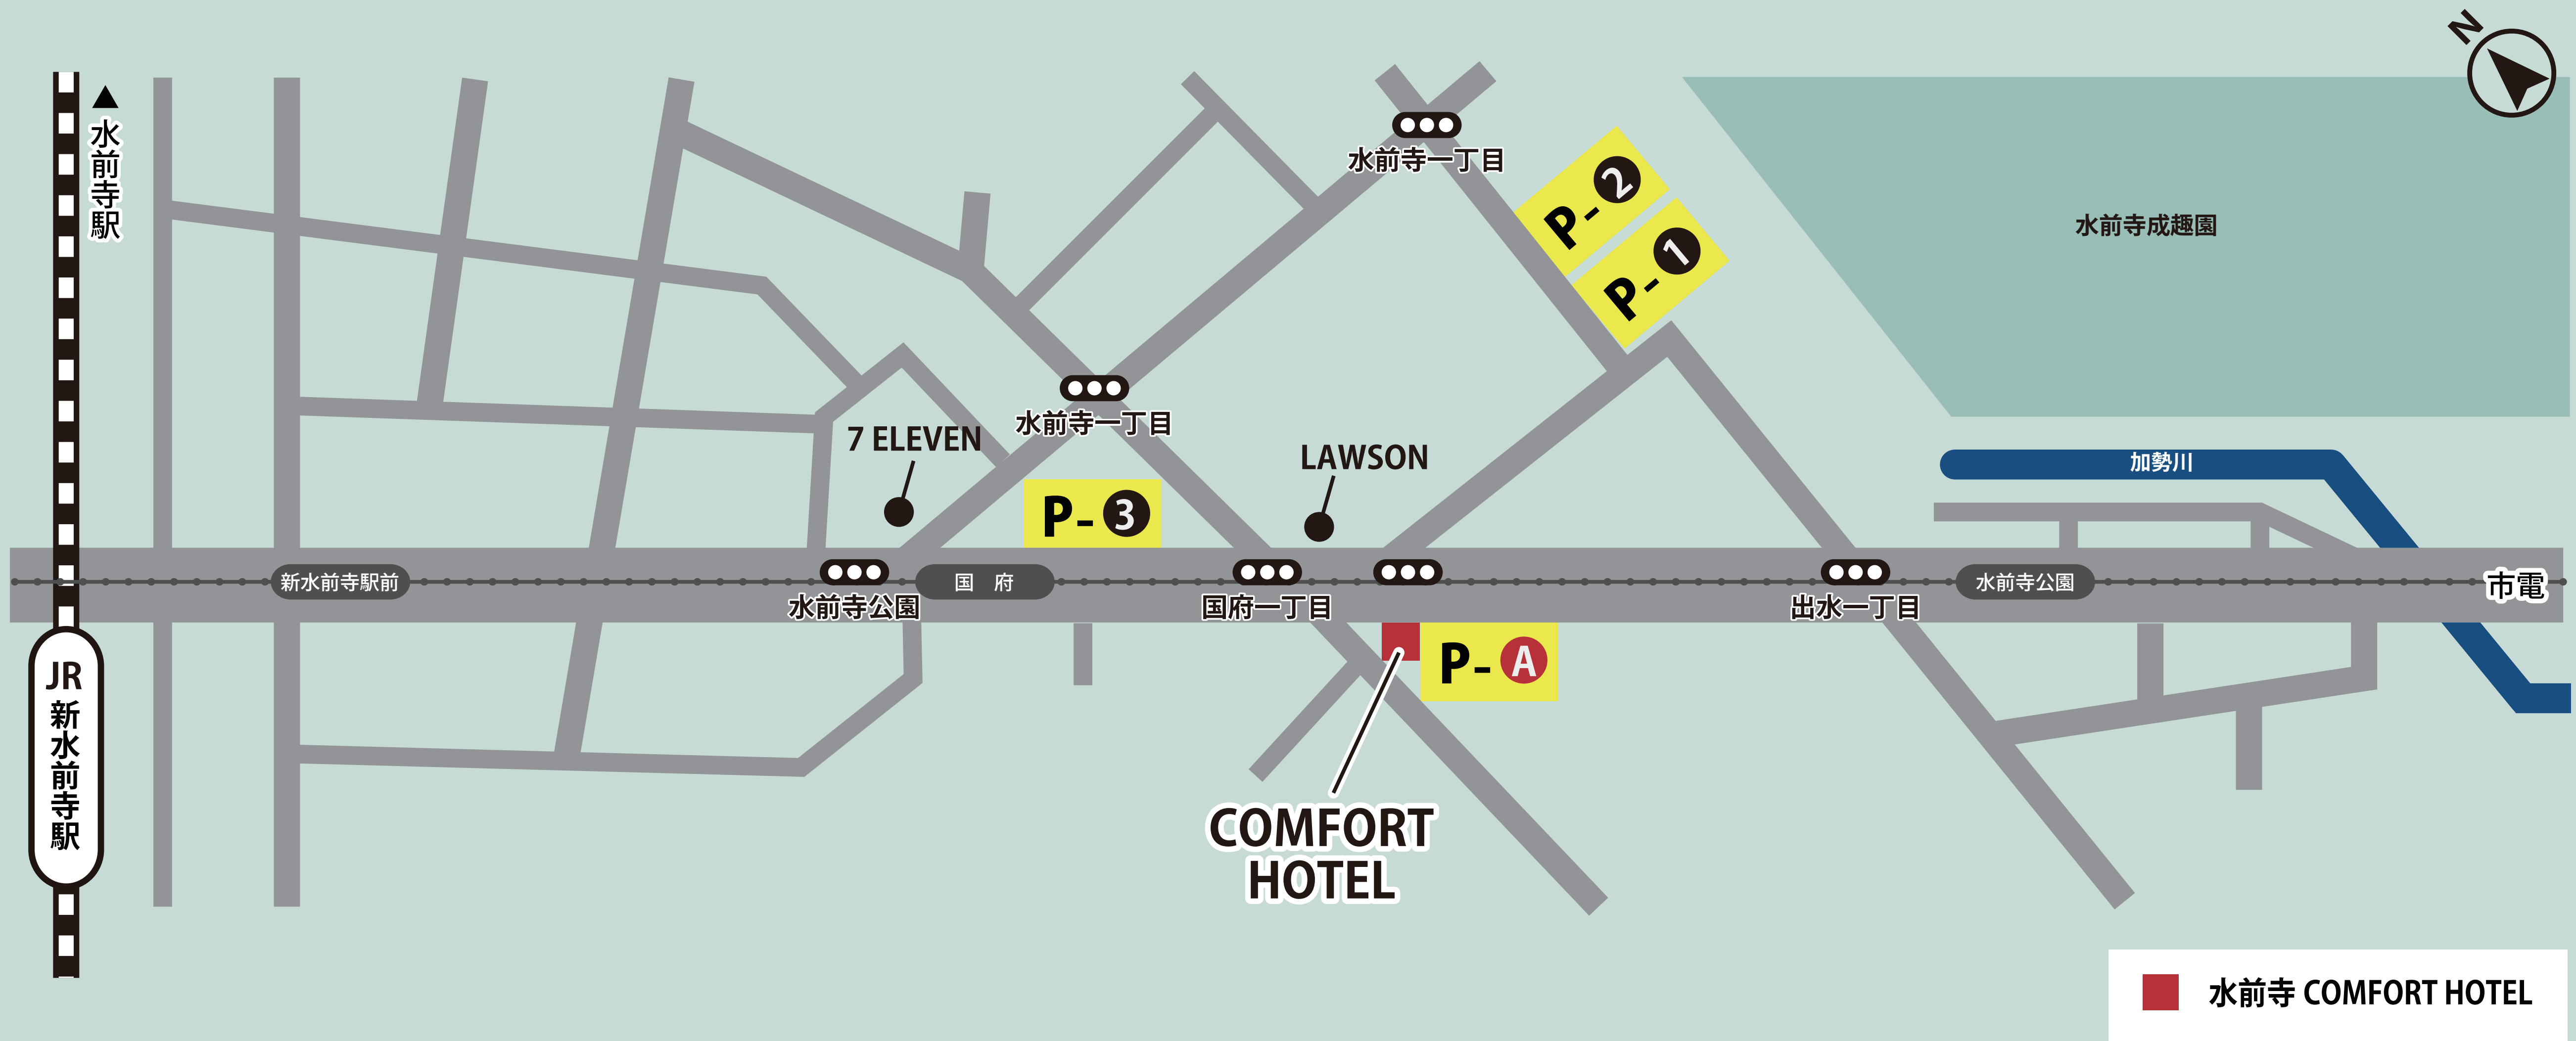 N
水前寺駅
水前寺一丁目
P-2
P-1
水前寺成趣園
水前寺一丁目
7 ELEVEN
LAWSON
加勢川
P-3
新水前寺駅前
国 府
水前寺公園
国府一丁目
出水一丁目
水前寺公園
市電
JR
新水前寺駅
P-A
COMFORT
HOTEL
水前寺 COMFORT HOTEL